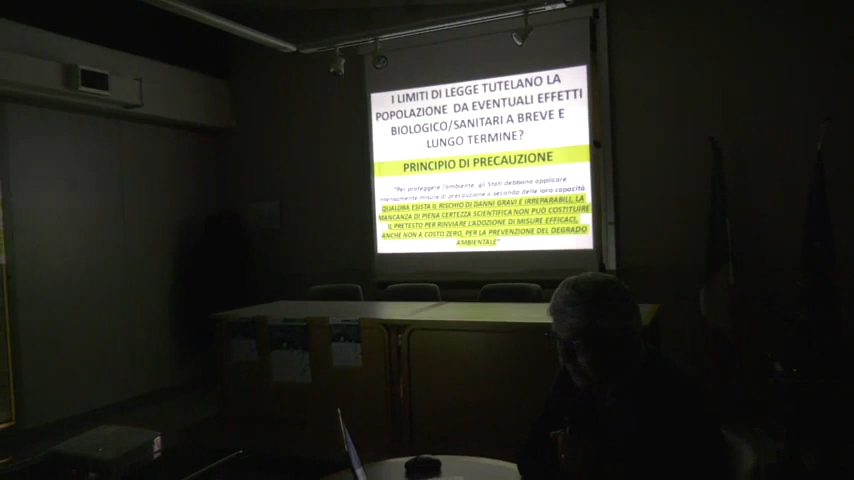 I LIMITI DI LEGGE TUTELANO LA
POPOLAZIONE DA EVENTUALI EFFETTI
BIOLOGICO/SANITARI A BREVE E
LUNGO TERMINE?
PRINCIPIO DI PRECAUZIONE
"Per proteggere l'ambiente, gli Stati debbono applicare
intensamente misure di precauzione a seconda delle loro capacità
QUALORA ESISTA IL RISCHIO DI DANNI GRAVI E IRREPARABILI, LA
MANCANZA DI PIENA CERTEZZA SCIENTIFICA NON PUÒ COSTITUIRE
IL PRETESTO PER RINVIARE L'ADOZIONE DI MISURE EFFICACI,
ANCHE NON A COSTO ZERO, PER LA PREVENZIONE DEL DEGRADO
AMBIENTALE"